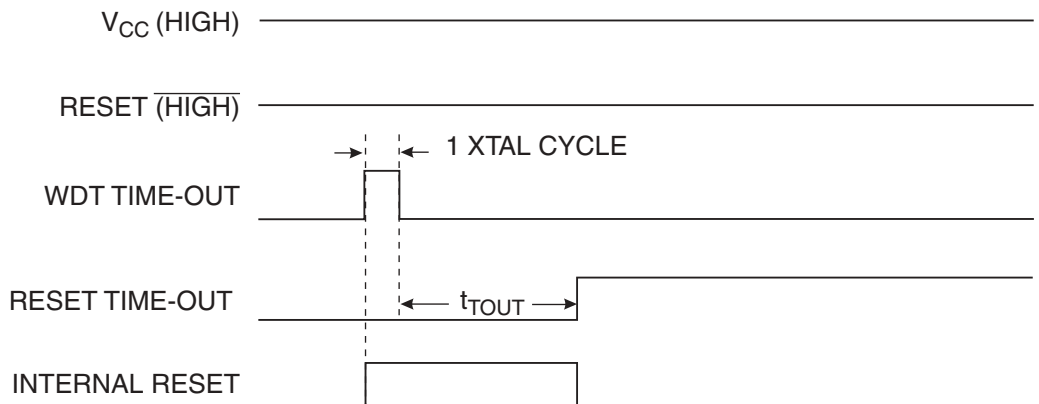 VCC (HIGH)
RESET (HIGH)
1 XTAL CYCLE
WDT TIME-OUT
RESET TIME-OUT
tTOUT
INTERNAL RESET